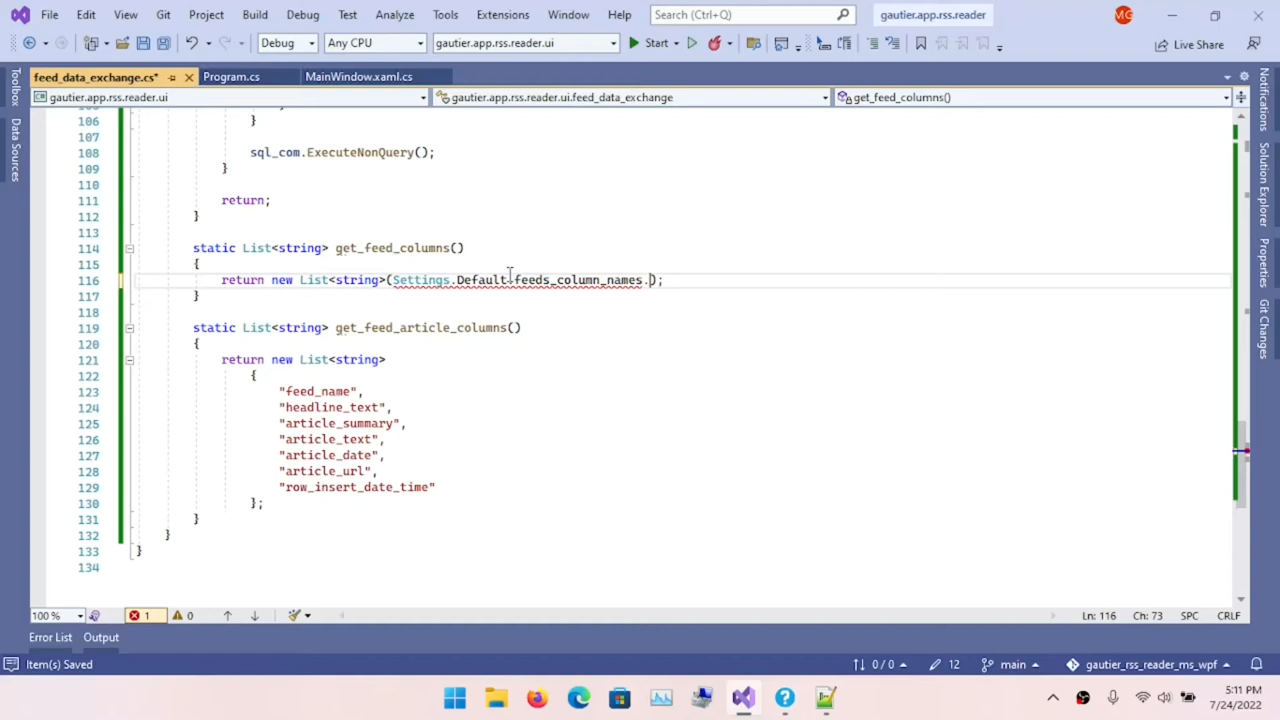 File Edit View Git Project Build Debug Test Analyze Tools Extensions Window Help Search (Ctrl+Q) gautier.app.rss.reader MG
Debug Any CPU gautier.app.rss.reader.ui Start Live Share
feed_data_exchange.cs* Program.cs MainWindow.xaml.cs
gautier.app.rss.reader.ui gautier.app.rss.reader.ui.feed_data_exchange get_feed_columns()
Toolbox
Data Sources
106 }
107
108 sql_com.ExecuteNonQuery();
109 }
110
111 return;
112 }
113
114 static List<string> get_feed_columns()
115 {
116 return new List<string>(Settings.Default.feeds_column_names.);
117 }
118
119 static List<string> get_feed_article_columns()
120 {
121 return new List<string>
122 {
123 "feed_name",
124 "headline_text",
125 "article_summary",
126 "article_text",
127 "article_date",
128 "article_url",
129 "row_insert_date_time"
130 };
131 }
132 }
133 }
134
Notifications
Solution Explorer
Properties
Git Changes
100 % 1 0 Ln: 116 Ch: 73 SPC CRLF
Error List Output
Item(s) Saved 0 / 0 12 main gautier_rss_reader_ms_wpf
5:11 PM
7/24/2022